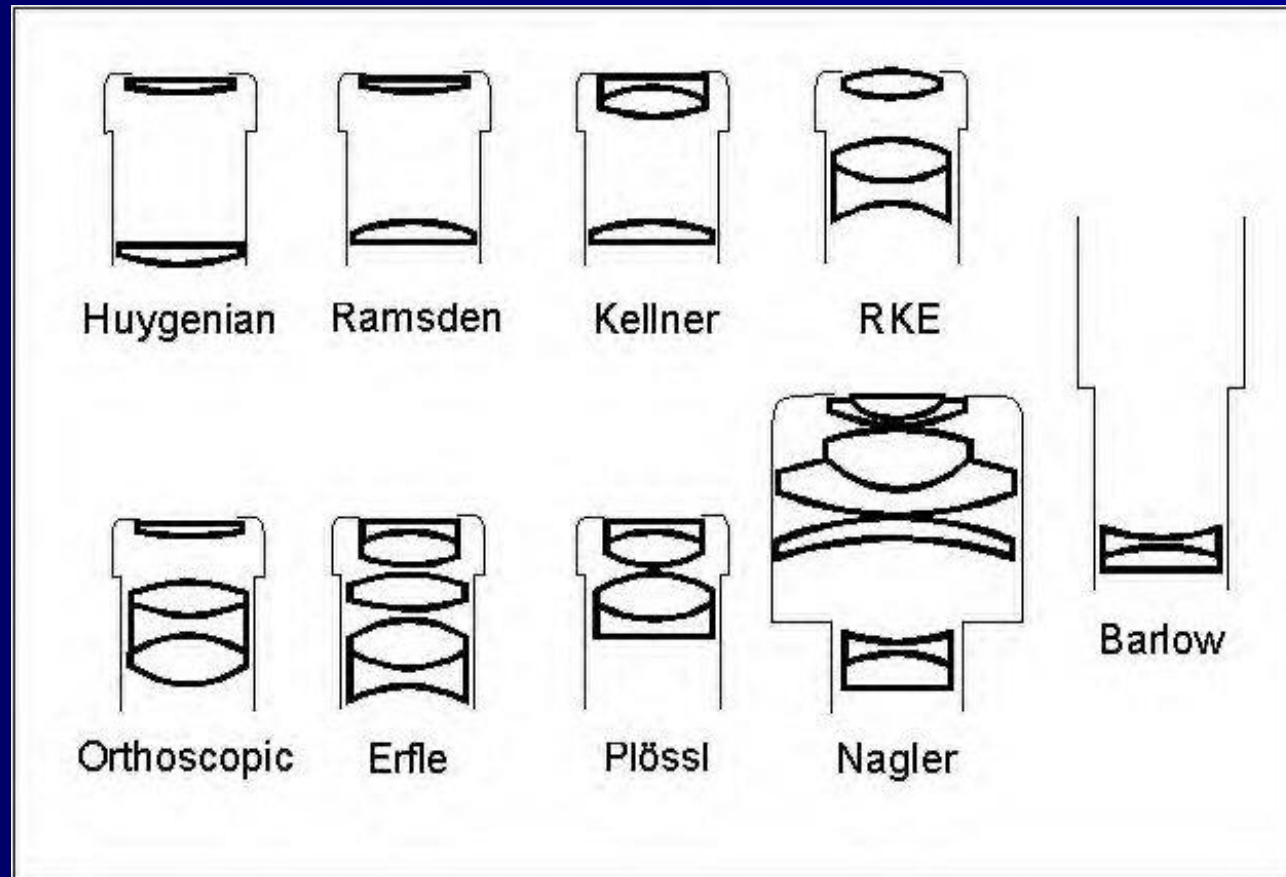 Huygenian
Ramsden
Kellner
RKE
Orthoscopic
Erfle
Plössl
Nagler
Barlow